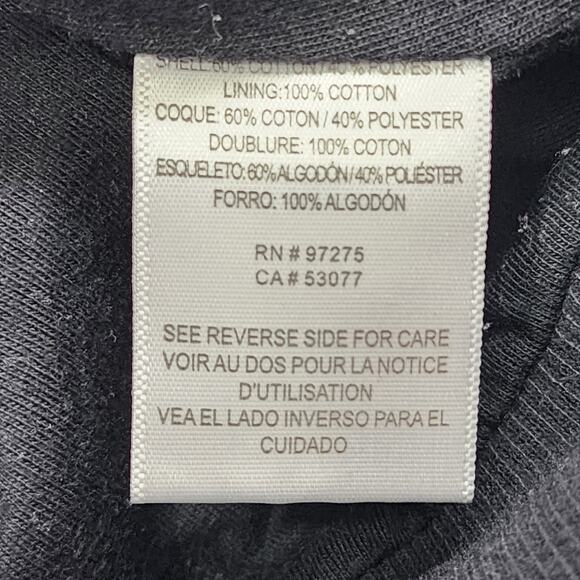 SHELL: 60% COTTON / 40% POLYESTER
LINING: 100% COTTON
COQUE: 60% COTON / 40% POLYESTER
DOUBLURE: 100% COTON
ESQUELETO: 60% ALGODÓN / 40% POLIÉSTER
FORRO: 100% ALGODÓN
RN # 97275
CA # 53077
SEE REVERSE SIDE FOR CARE
VOIR AU DOS POUR LA NOTICE
D'UTILISATION
VEA EL LADO INVERSO PARA EL
CUIDADO